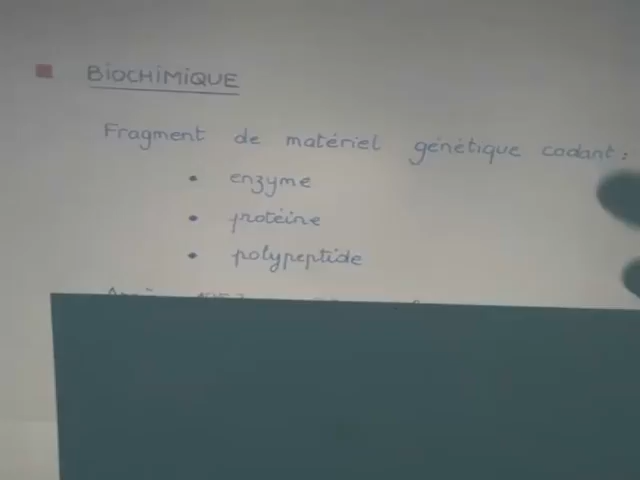 BIOCHIMIQUE
Fragment de matériel génétique codant :
• enzyme
• protéine
• polypeptide